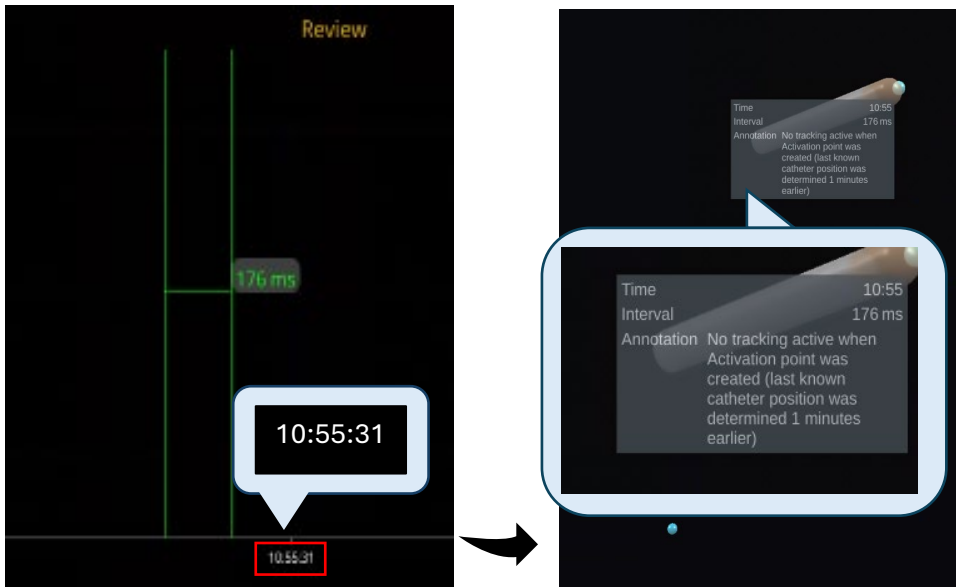 Review
176 ms
10:55:31
10:55:31
Time 10:55
Interval 176 ms
Annotation No tracking active when
Activation point was
created (last known
catheter position was
determined 1 minutes
earlier)
Time 10:55
Interval 176 ms
Annotation No tracking active when
Activation point was
created (last known
catheter position was
determined 1 minutes
earlier)